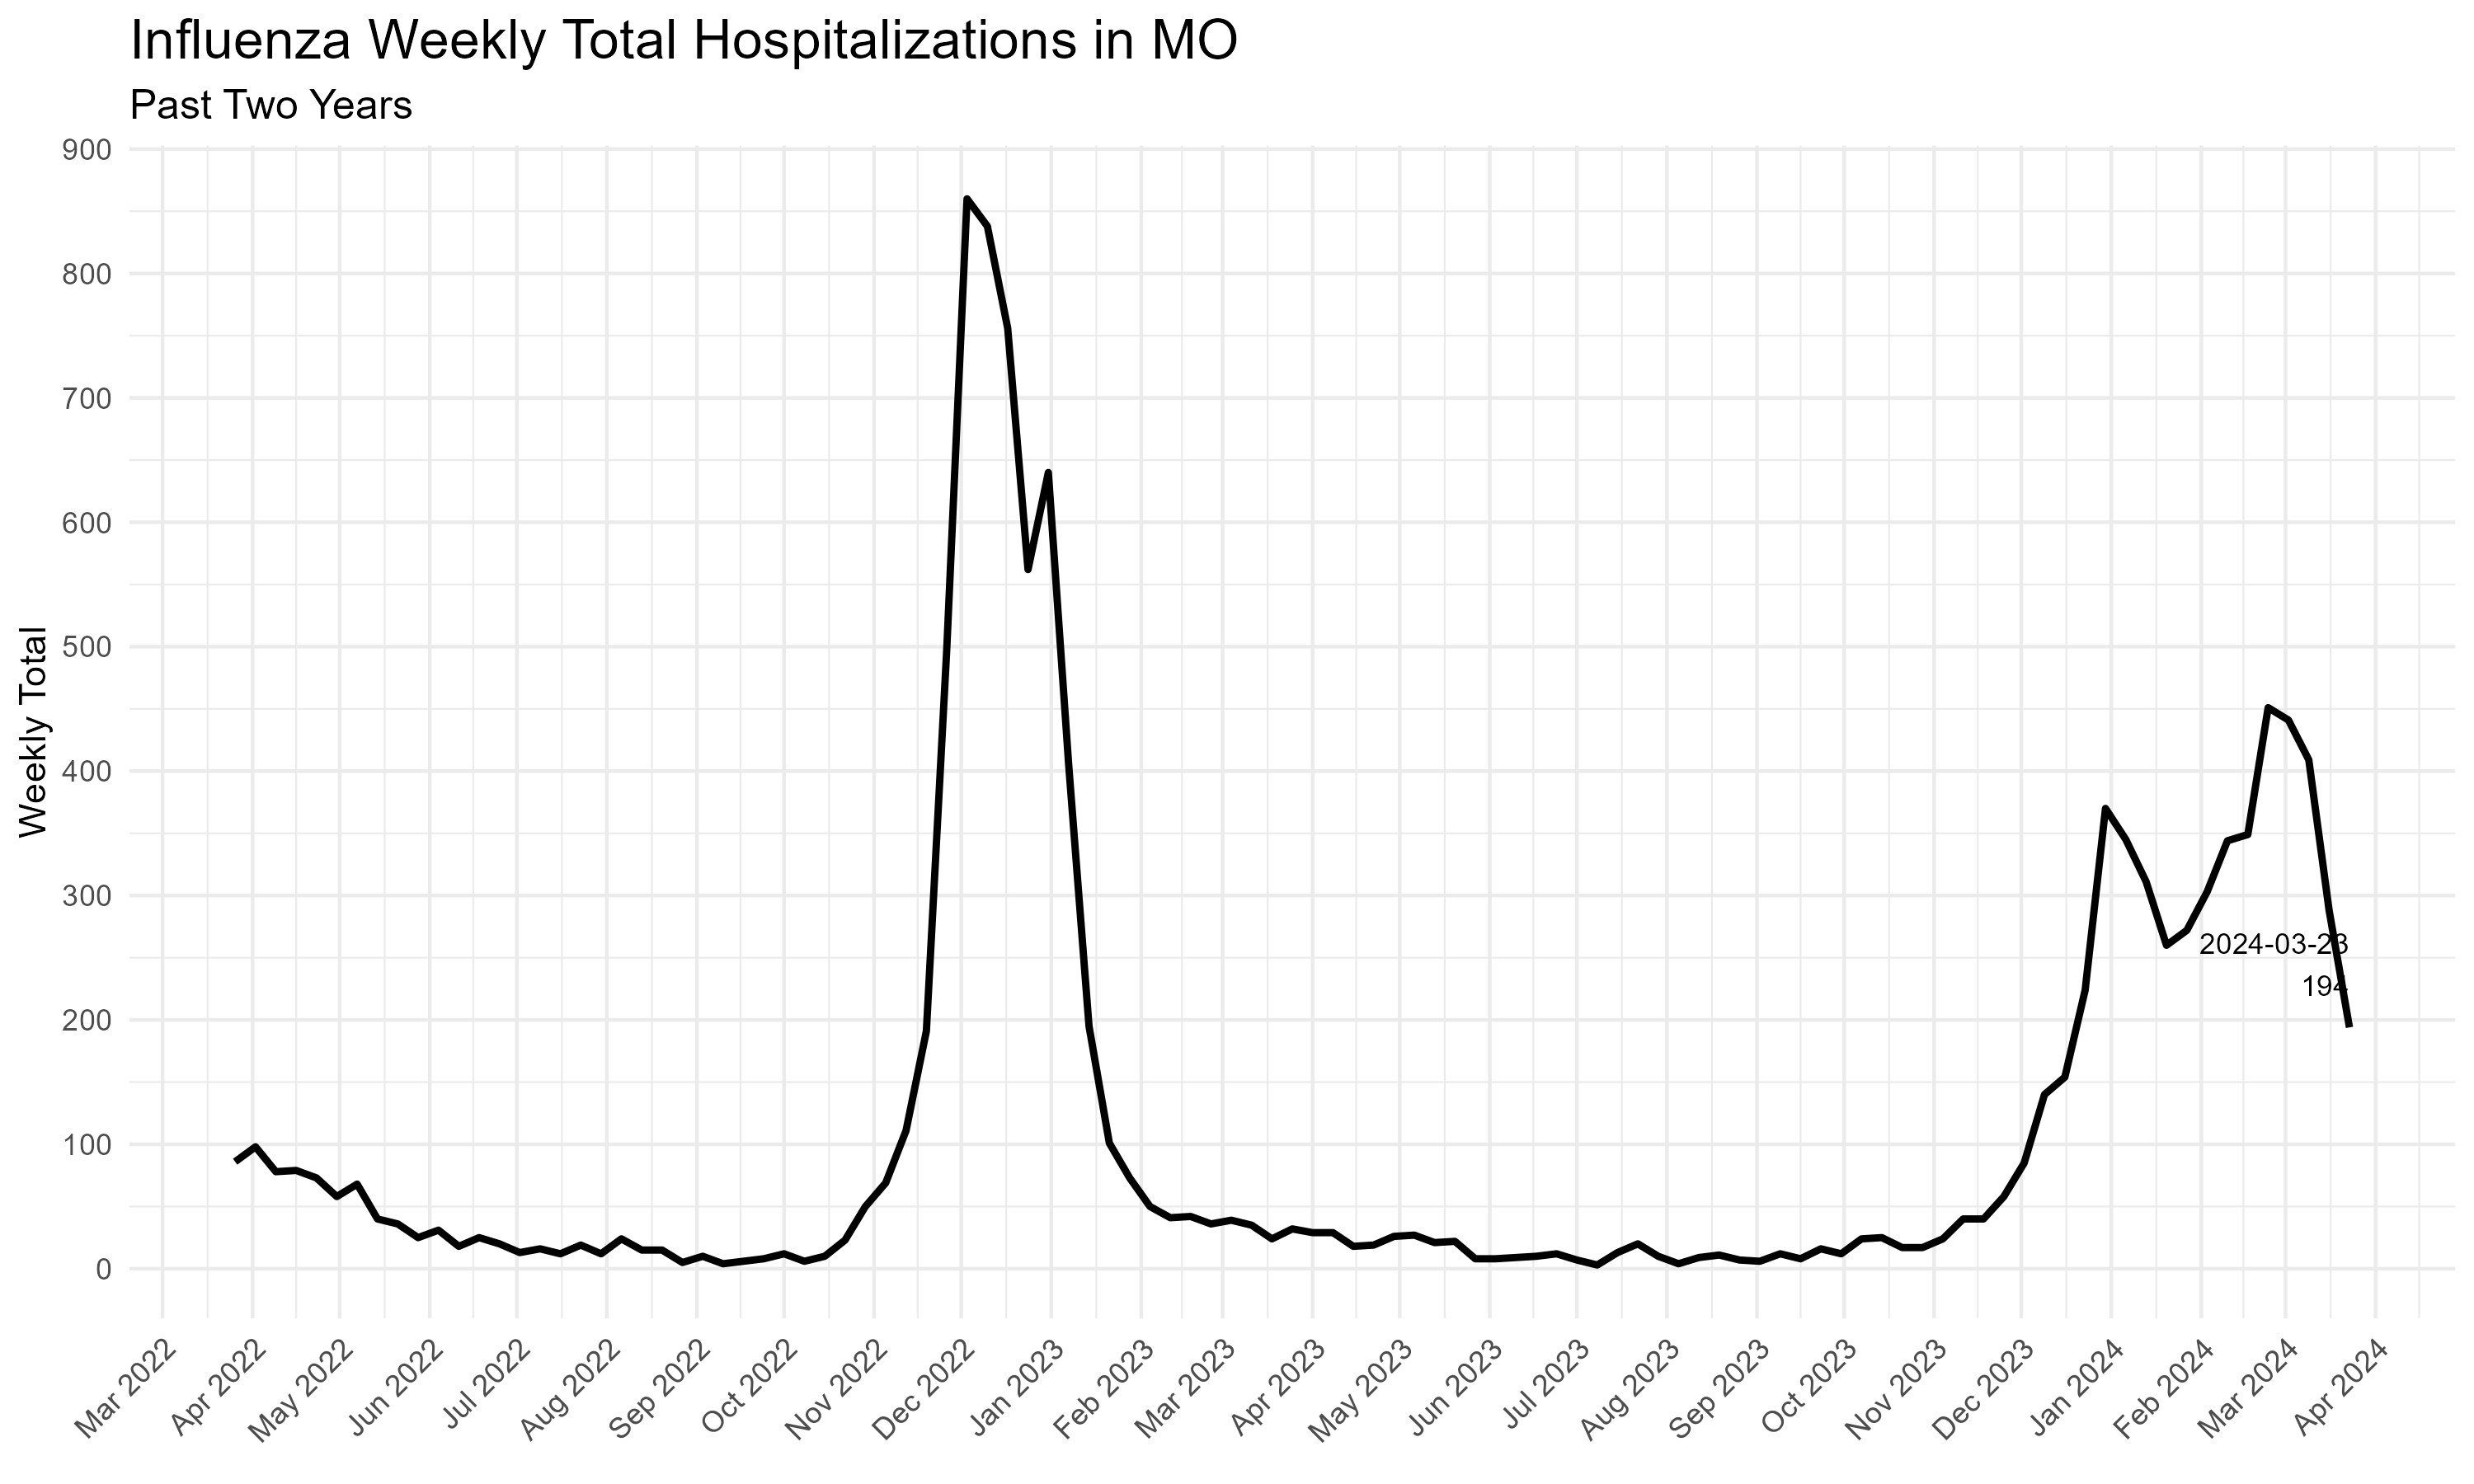 Influenza Weekly Total Hospitalizations in MO
Past Two Years
Weekly Total
900
800
700
600
500
400
300
200
100
0
2024-03-23
194
Mar 2022
Apr 2022
May 2022
Jun 2022
Jul 2022
Aug 2022
Sep 2022
Oct 2022
Nov 2022
Dec 2022
Jan 2023
Feb 2023
Mar 2023
Apr 2023
May 2023
Jun 2023
Jul 2023
Aug 2023
Sep 2023
Oct 2023
Nov 2023
Dec 2023
Jan 2024
Feb 2024
Mar 2024
Apr 2024